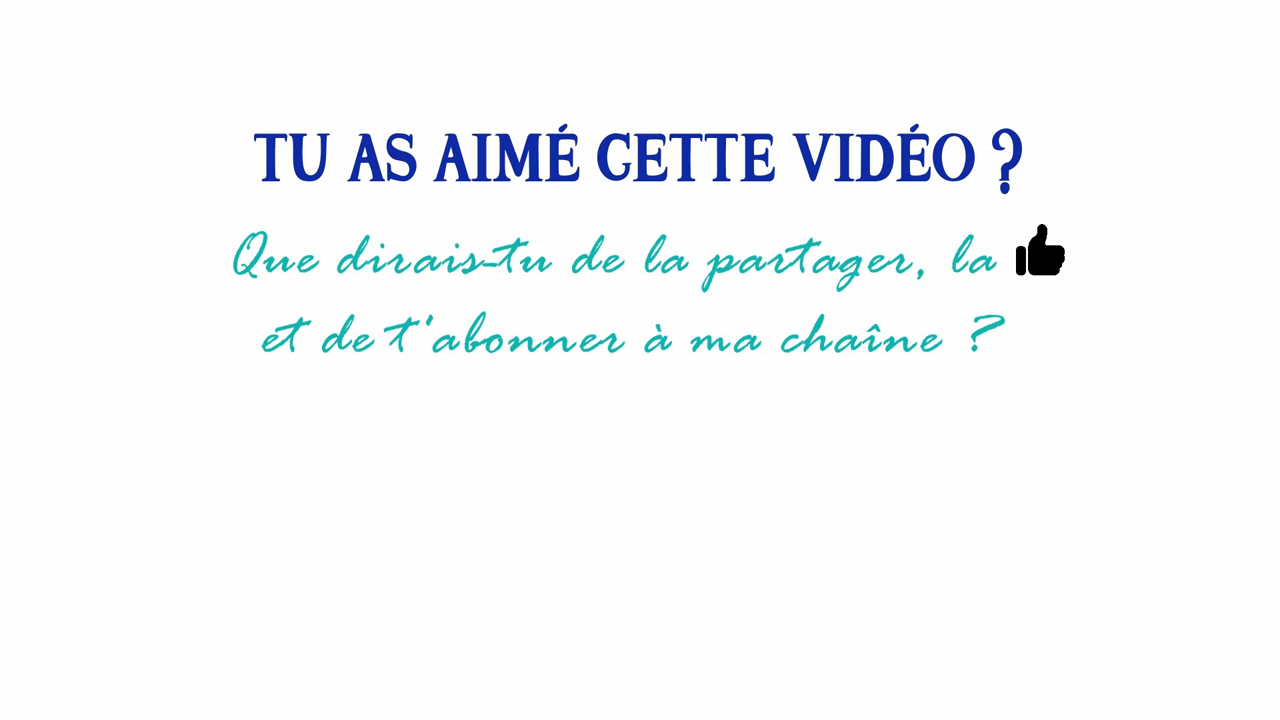 TU AS AIMÉ CETTE VIDÉO ?
Que dirais-tu de la partager, la
et de t'abonner à ma chaîne ?